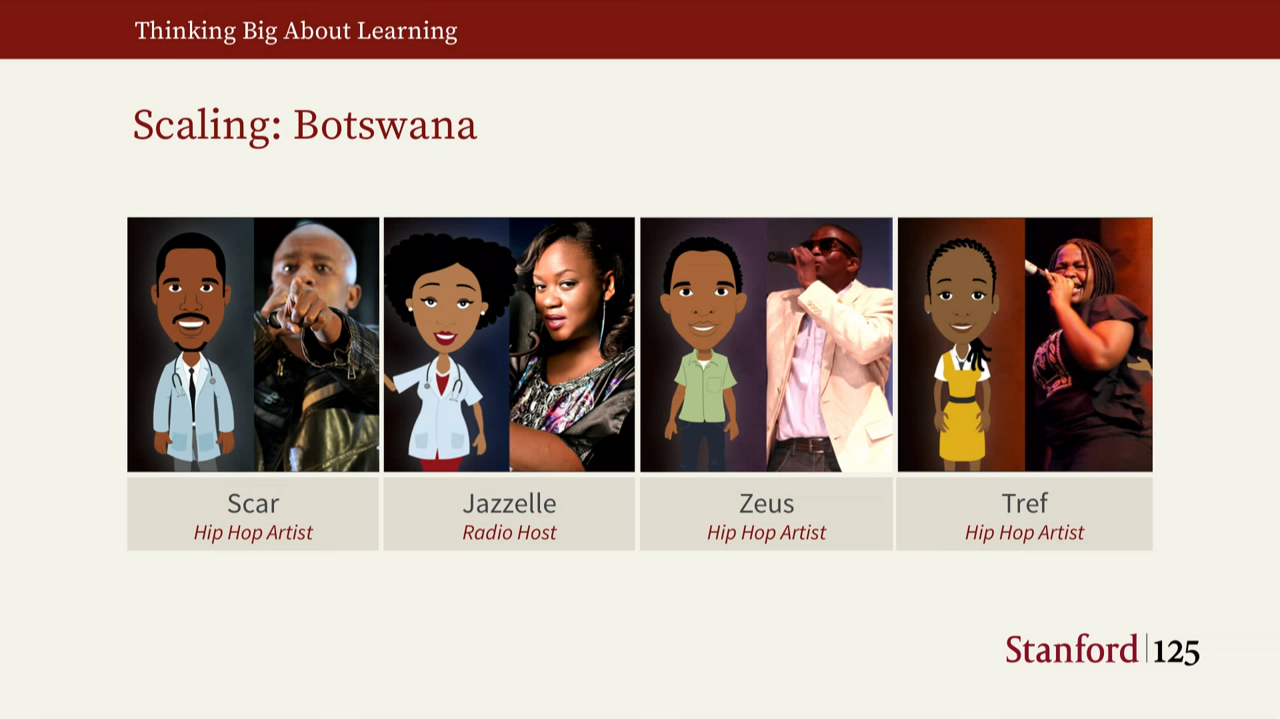 Thinking Big About Learning
Scaling: Botswana
Scar
Hip Hop Artist
Jazzelle
Radio Host
Zeus
Hip Hop Artist
Tref
Hip Hop Artist
Stanford 125